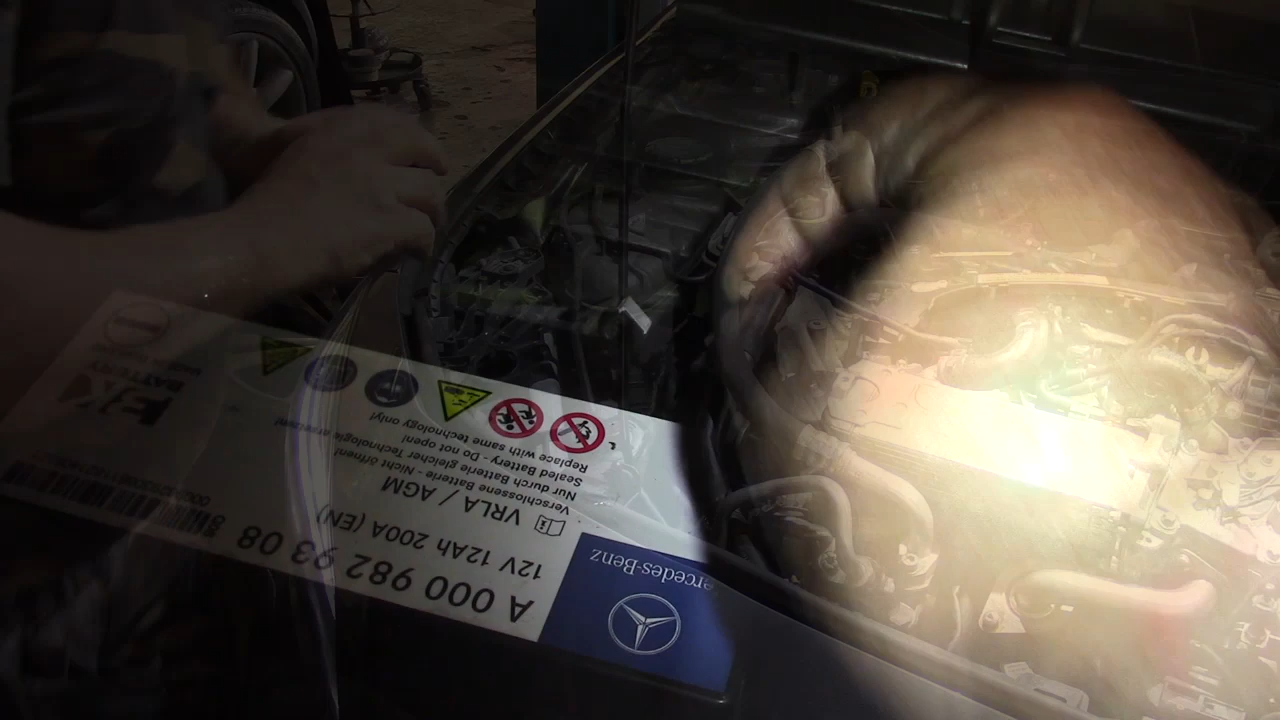 Mercedes-Benz
A 000 982 93 08
12V 12Ah 200A (EN)
VRLA / AGM
Verschlossene Batterie - Nicht öffnen!
Nur durch Batterie gleicher Technologie ersetzen!
Sealed Battery - Do not open!
Replace with same technology only!
BATTERY